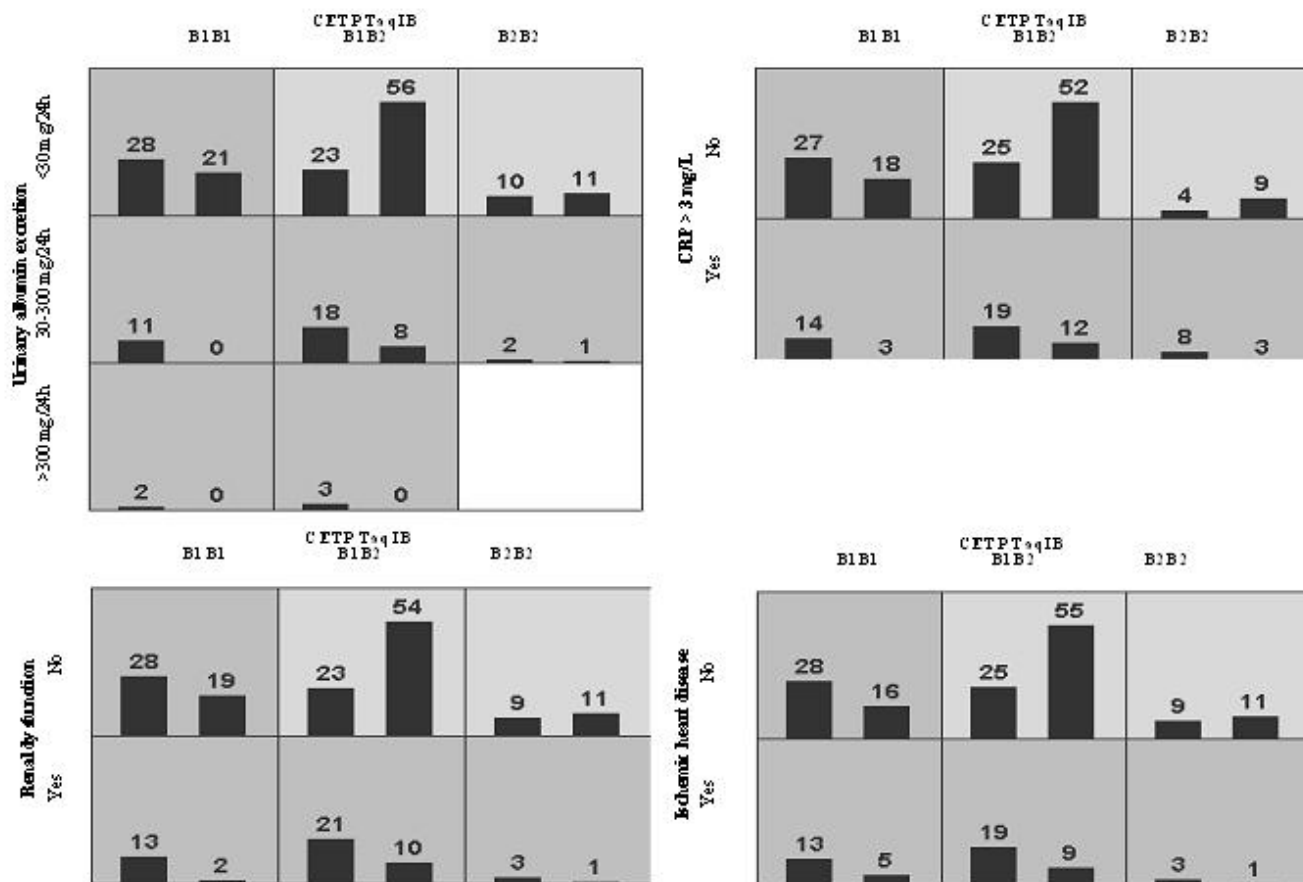 CETP TaqIB
B1B1 B1B2 B2B2
Urinary albumin excretion
<30 mg/24h
28 21 23 56 10 11
30-300 mg/24h
11 0 18 8 2 1
>300 mg/24h
2 0 3 0
CETP TaqIB
B1B1 B1B2 B2B2
CRP > 3 mg/L
No
27 18 25 52 4 9
Yes
14 3 19 12 8 3
CETP TaqIB
B1B1 B1B2 B2B2
Renal dysfunction
No
28 19 23 54 9 11
Yes
13 2 21 10 3 1
CETP TaqIB
B1B1 B1B2 B2B2
Ischemic heart disease
No
28 16 25 55 9 11
Yes
13 5 19 9 3 1